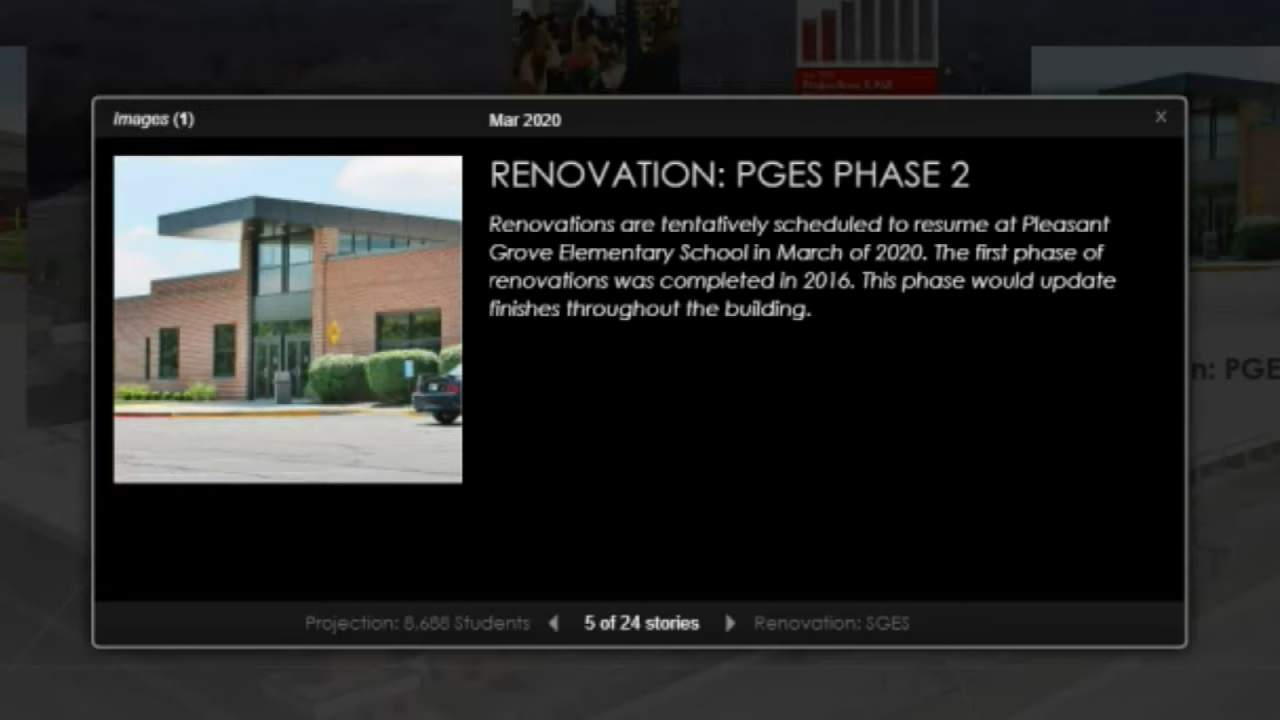 Images (1)
Mar 2020
X
RENOVATION: PGES PHASE 2
Renovations are tentatively scheduled to resume at Pleasant
Grove Elementary School in March of 2020. The first phase of
renovations was completed in 2016. This phase would update
finishes throughout the building.
n: PGE
Projection: 8,688 Students
5 of 24 stories
Renovation: SGES